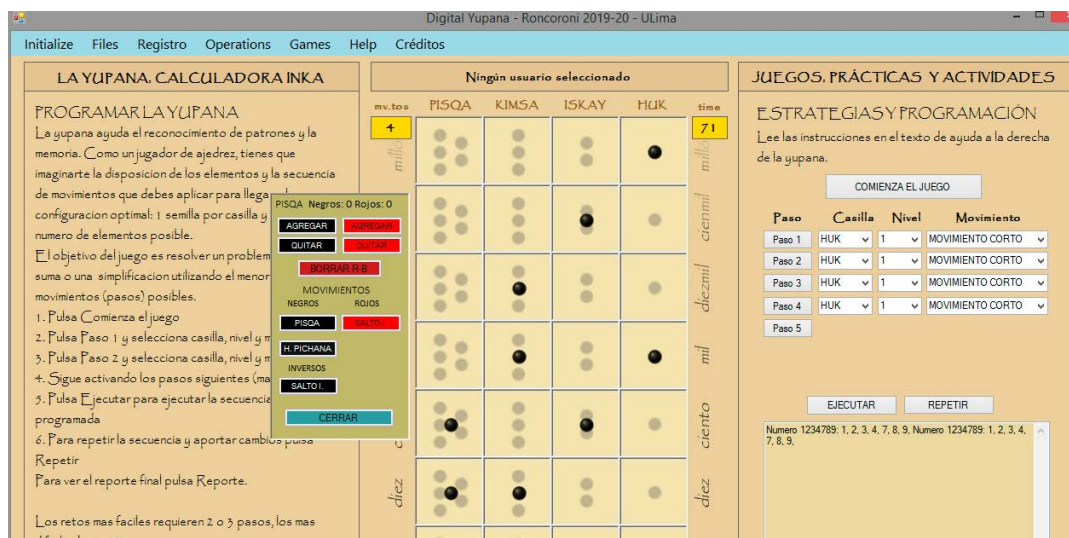 Digital Yupana - Roncoroni 2019-20 - ULima
Initialize Files Registro Operations Games Help Créditos
LA YUPANA. CALCULADORA INKA
PROGRAMAR LA YUPANA
La yupana ayuda el reconocimiento de patrones y la
memoria. Como un jugador de ajedrez, tienes que
imaginarte la disposicion de los elementos y la secuencia
de movimientos que debes aplicar para llegar
configuracion optimal: 1 semilla por casilla y
numero de elementos posible.
El objetivo del juego es resolver un problem
suma o una simplificacion utilizando el menor
movimientos (pasos) posibles.
1. Pulsa Comienza el juego
2. Pulsa Paso 1 y selecciona casilla, nivel y m
3. Pulsa Paso 2 y selecciona casilla, nivel y m
4. Sigue activando los pasos siguientes (ma
5. Pulsa Ejecutar para ejecutar la secuencia
programada
6. Para repetir la secuencia y aportar cambios pulsa
Repetir
Para ver el reporte final pulsa Reporte.
Los retos mas faciles requieren 2 o 3 pasos, los mas
PISQA Negros: 0 Rojos: 0
AGREGAR AGREGAR
QUITAR QUITAR
BORRAR R-B
MOVIMIENTOS
NEGROS ROJOS
PISQA SALTO I.
H. PICHANA
INVERSOS
SALTO I.
CERRAR
Ningún usuario seleccionado
mv.tos PISQA KIMSA ISKAY HUK time
4 71
milló milló
cienmil
diezmil
mil
ciento
diez diez
JUEGOS. PRÁCTICAS Y ACTIVIDADES
ESTRATEGIAS Y PROGRAMACIÓN
Lee las instrucciones en el texto de ayuda a la derecha
de la yupana.
COMIENZA EL JUEGO
Paso Casilla Nivel Movimiento
Paso 1 HUK 1 MOVIMIENTO CORTO
Paso 2 HUK 1 MOVIMIENTO CORTO
Paso 3 HUK 1 MOVIMIENTO CORTO
Paso 4 HUK 1 MOVIMIENTO CORTO
Paso 5
EJECUTAR REPETIR
Numero 1234789: 1, 2, 3, 4, 7, 8, 9, Numero 1234789: 1, 2, 3, 4,
7, 8, 9,